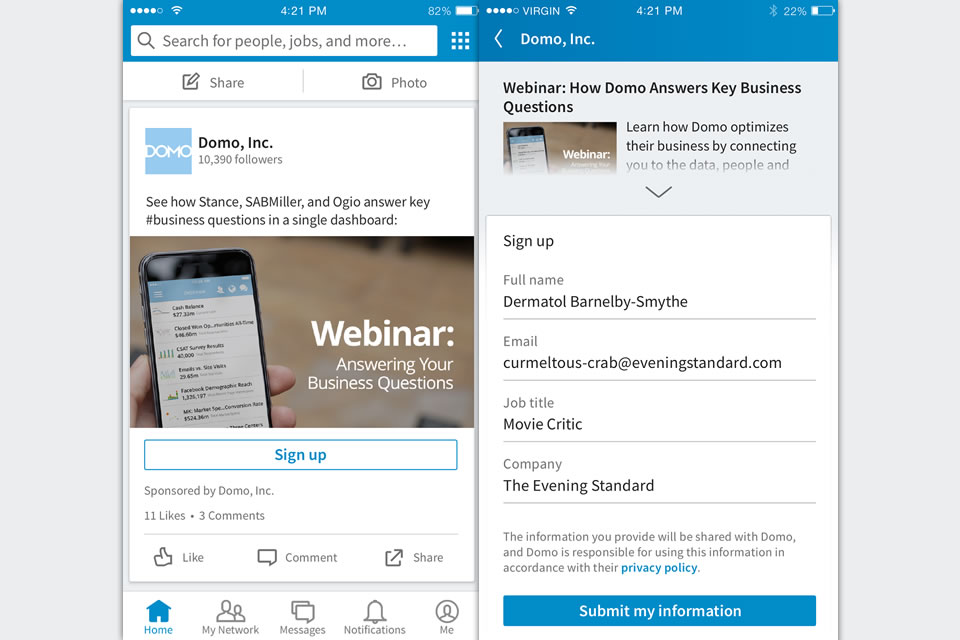 4:21 PM
82%
Search for people, jobs, and more…
Share
Photo
DOMO
Domo, Inc.
10,390 followers
See how Stance, SABMiller, and Ogio answer key
#business questions in a single dashboard:
Cash Balance
$27.33m
Closed Won Op...ortunities All-Time
$46.66m
CSAT Survey Results
40,000
Emails vs. Site Visits
29.65m
Facebook Demographic Reach
1,326,197
MK: Market Spe...Conversion Rate
$524.36m
Webinar:
Answering Your
Business Questions
Sign up
Sponsored by Domo, Inc.
11 Likes • 3 Comments
Like
Comment
Share
Home
My Network
Messages
Notifications
Me
VIRGIN
4:21 PM
22%
Domo, Inc.
Webinar: How Domo Answers Key Business
Questions
Webinar:
Answering Your
Learn how Domo optimizes
their business by connecting
you to the data, people and
Sign up
Full name
Dermatol Barnelby-Smythe
Email
curmeltous-crab@eveningstandard.com
Job title
Movie Critic
Company
The Evening Standard
The information you provide will be shared with Domo,
and Domo is responsible for using this information in
accordance with their privacy policy.
Submit my information